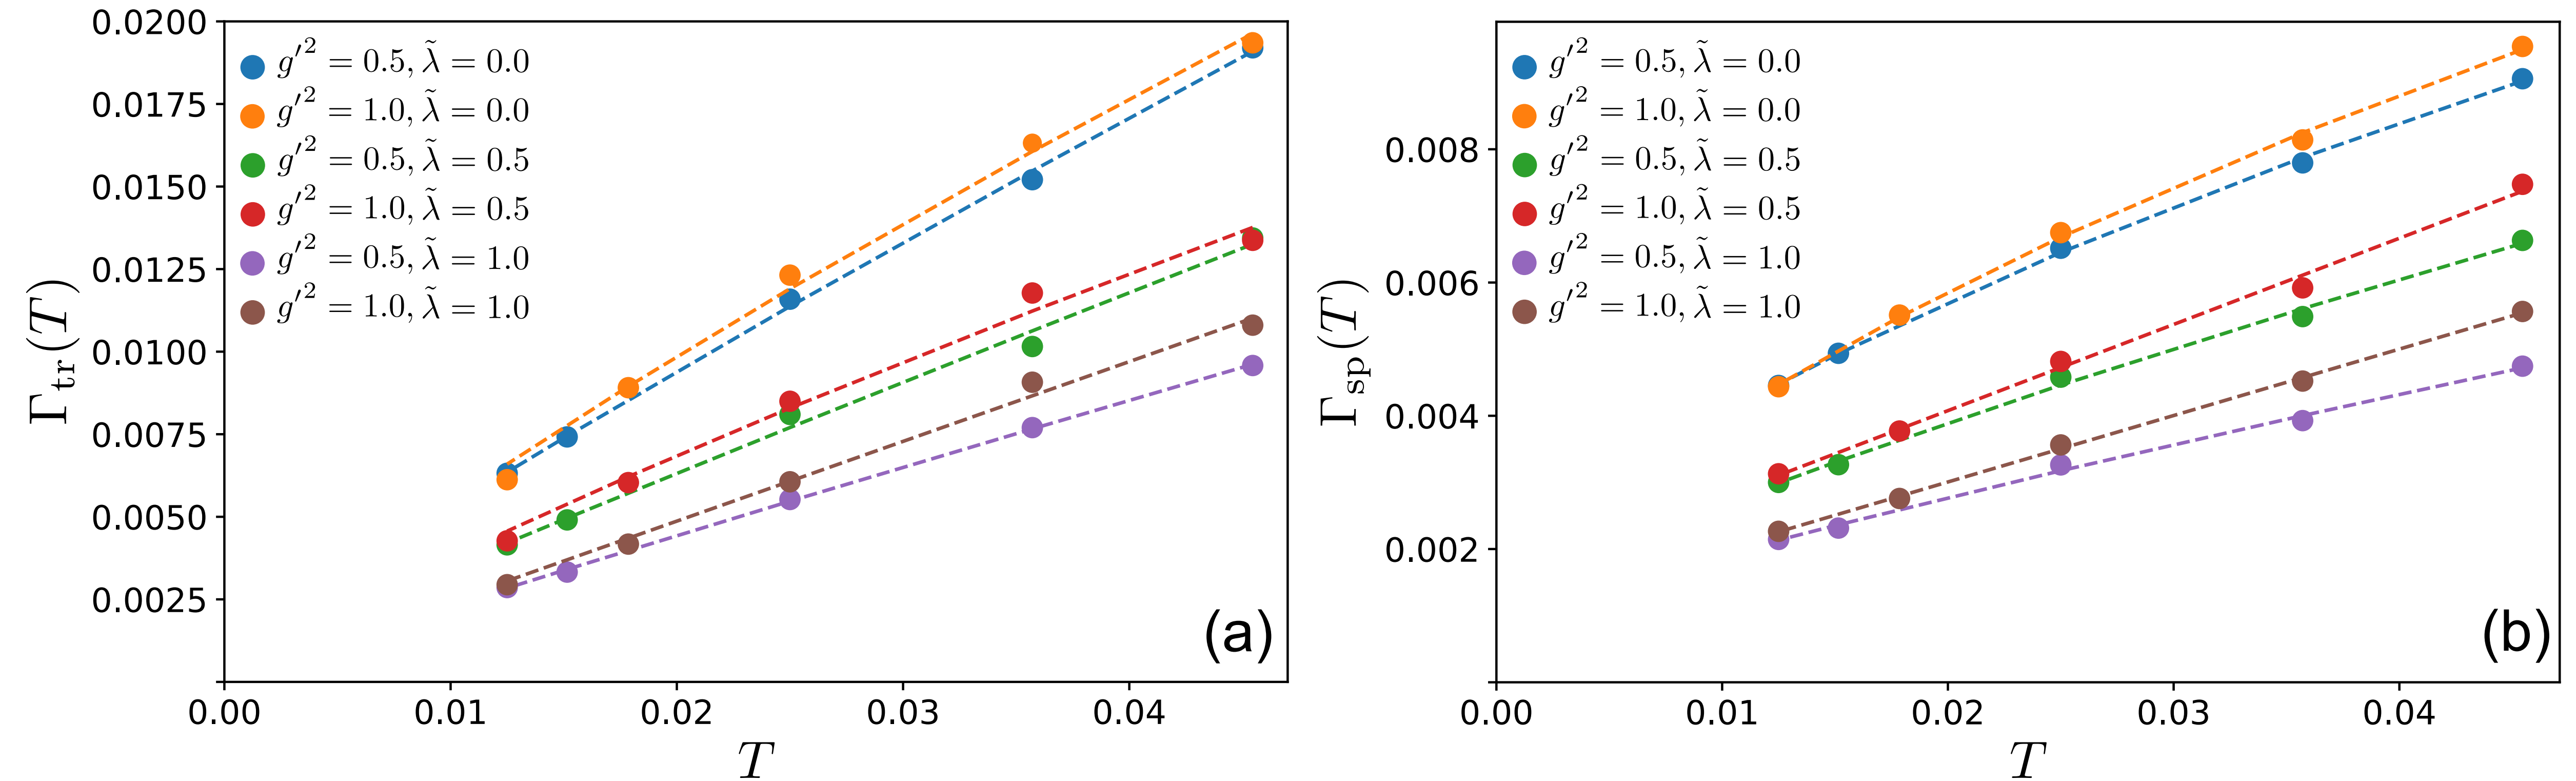 0.0200
0.0175
0.0150
0.0125
0.0100
0.0075
0.0050
0.0025
Γ_tr(T)
g′² = 0.5, λ̃ = 0.0
g′² = 1.0, λ̃ = 0.0
g′² = 0.5, λ̃ = 0.5
g′² = 1.0, λ̃ = 0.5
g′² = 0.5, λ̃ = 1.0
g′² = 1.0, λ̃ = 1.0
(a)
0.00 0.01 0.02 0.03 0.04
T
0.008
0.006
0.004
0.002
Γ_sp(T)
g′² = 0.5, λ̃ = 0.0
g′² = 1.0, λ̃ = 0.0
g′² = 0.5, λ̃ = 0.5
g′² = 1.0, λ̃ = 0.5
g′² = 0.5, λ̃ = 1.0
g′² = 1.0, λ̃ = 1.0
(b)
0.00 0.01 0.02 0.03 0.04
T